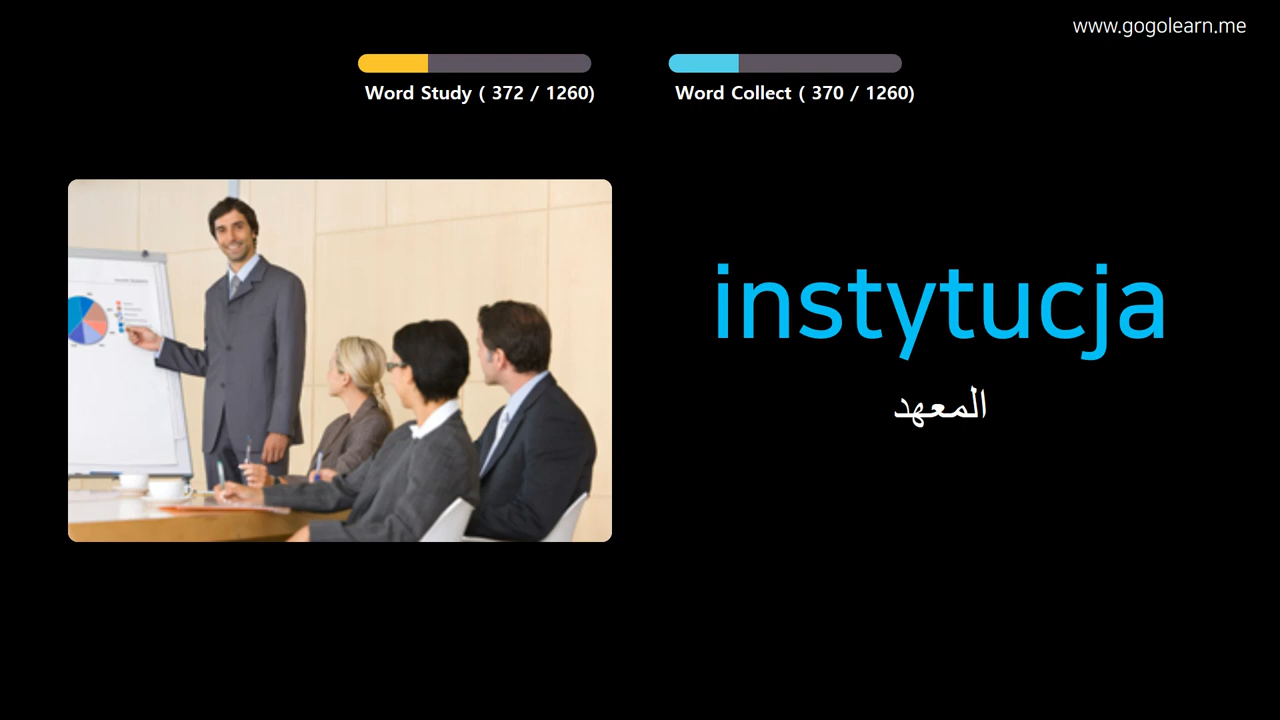 www.gogolearn.me
Word Study ( 372 / 1260)
Word Collect ( 370 / 1260)
instytucja
المعهد